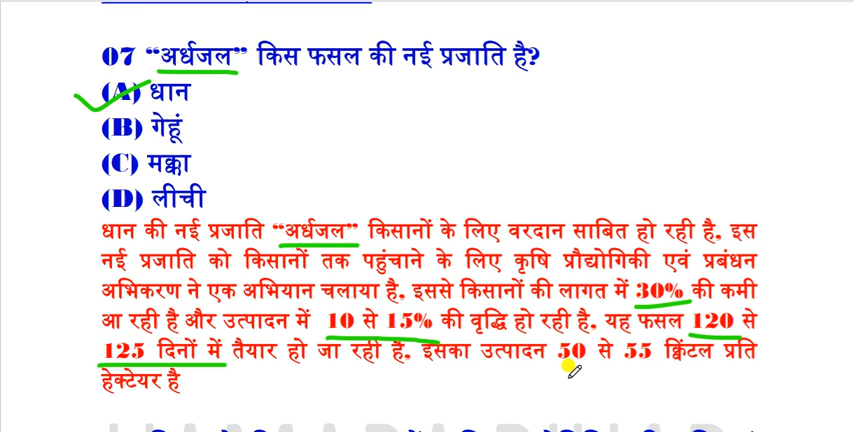 07 “अर्धजल” किस फसल की नई प्रजाति है?
(A) धान
(B) गेहूं
(C) मक्का
(D) लीची
धान की नई प्रजाति “अर्धजल” किसानों के लिए वरदान साबित हो रही है, इस
नई प्रजाति को किसानों तक पहुंचाने के लिए कृषि प्रौद्योगिकी एवं प्रबंधन
अभिकरण ने एक अभियान चलाया है, इससे किसानों की लागत में 30% की कमी
आ रही है और उत्पादन में 10 से 15% की वृद्धि हो रही है, यह फसल 120 से
125 दिनों में तैयार हो जा रही है, इसका उत्पादन 50 से 55 क्विंटल प्रति
हेक्टेयर है